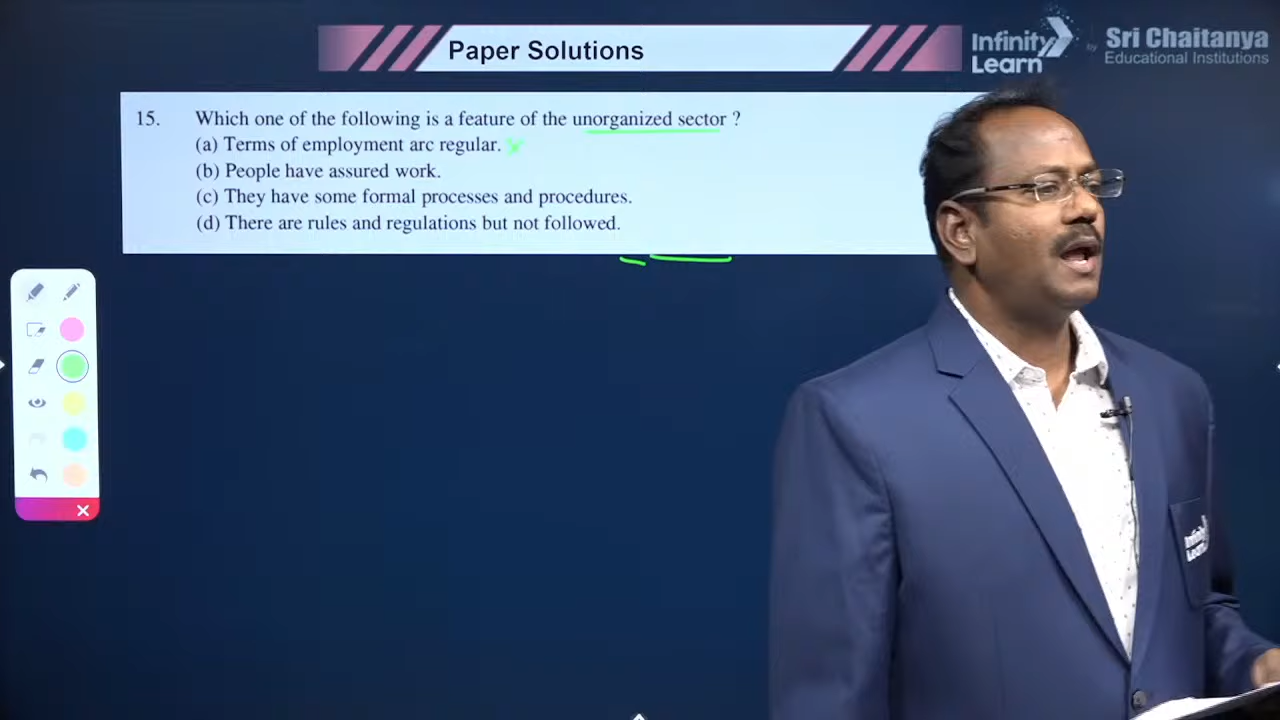 Paper Solutions
Infinity Learn
by
Sri Chaitanya
Educational Institutions
15. Which one of the following is a feature of the unorganized sector ?
(a) Terms of employment arc regular.
(b) People have assured work.
(c) They have some formal processes and procedures.
(d) There are rules and regulations but not followed.
Infinity
Learn